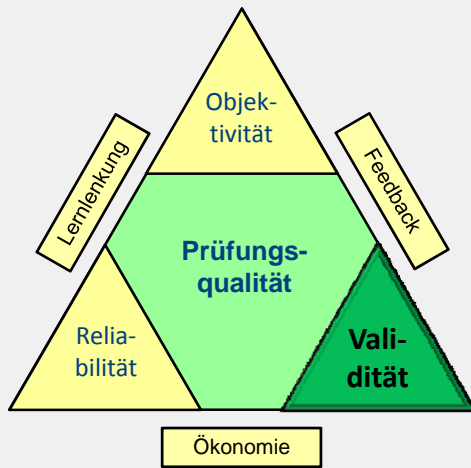 Objek-
tivität
Lernlenkung
Feedback
Prüfungs-
qualität
Relia-
bilität
Vali-
dität
Ökonomie